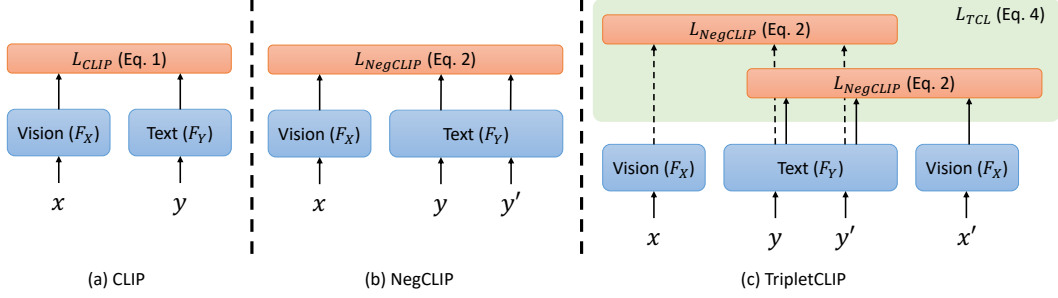 L_CLIP (Eq. 1)
Vision (F_X)
Text (F_Y)
x
y
(a) CLIP
L_NegCLIP (Eq. 2)
Vision (F_X)
Text (F_Y)
x
y
y′
(b) NegCLIP
L_TCL (Eq. 4)
L_NegCLIP (Eq. 2)
L_NegCLIP (Eq. 2)
Vision (F_X)
Text (F_Y)
Vision (F_X)
x
y
y′
x′
(c) TripletCLIP